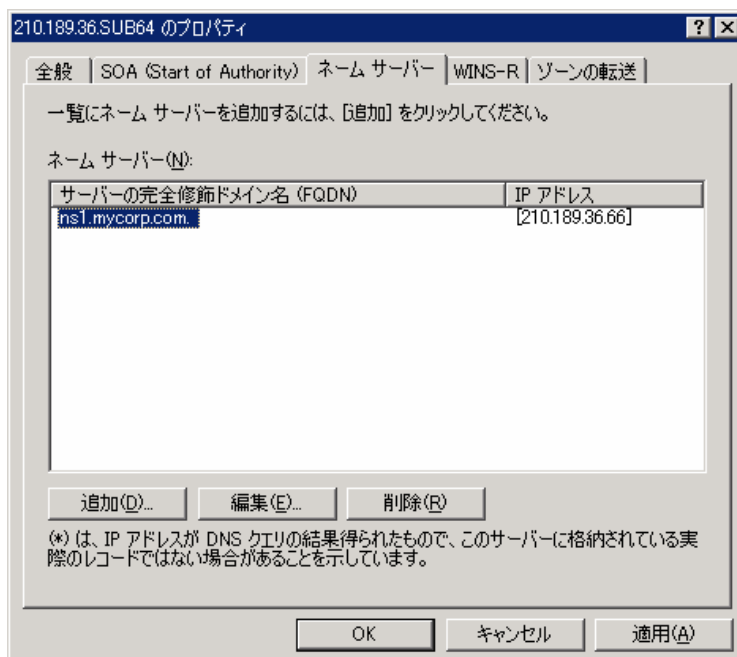 210.189.36.SUB64 のプロパティ
全般 SOA (Start of Authority) ネーム サーバー WINS-R ゾーンの転送
一覧にネーム サーバーを追加するには、[追加] をクリックしてください。
ネーム サーバー(N):
サーバーの完全修飾ドメイン名 (FQDN) IP アドレス
ns1.mycorp.com. [210.189.36.66]
追加(D)... 編集(E)... 削除(R)
(*) は、IP アドレスが DNS クエリの結果得られたもので、このサーバーに格納されている実
際のレコードではない場合があることを示しています。
OK キャンセル 適用(A)